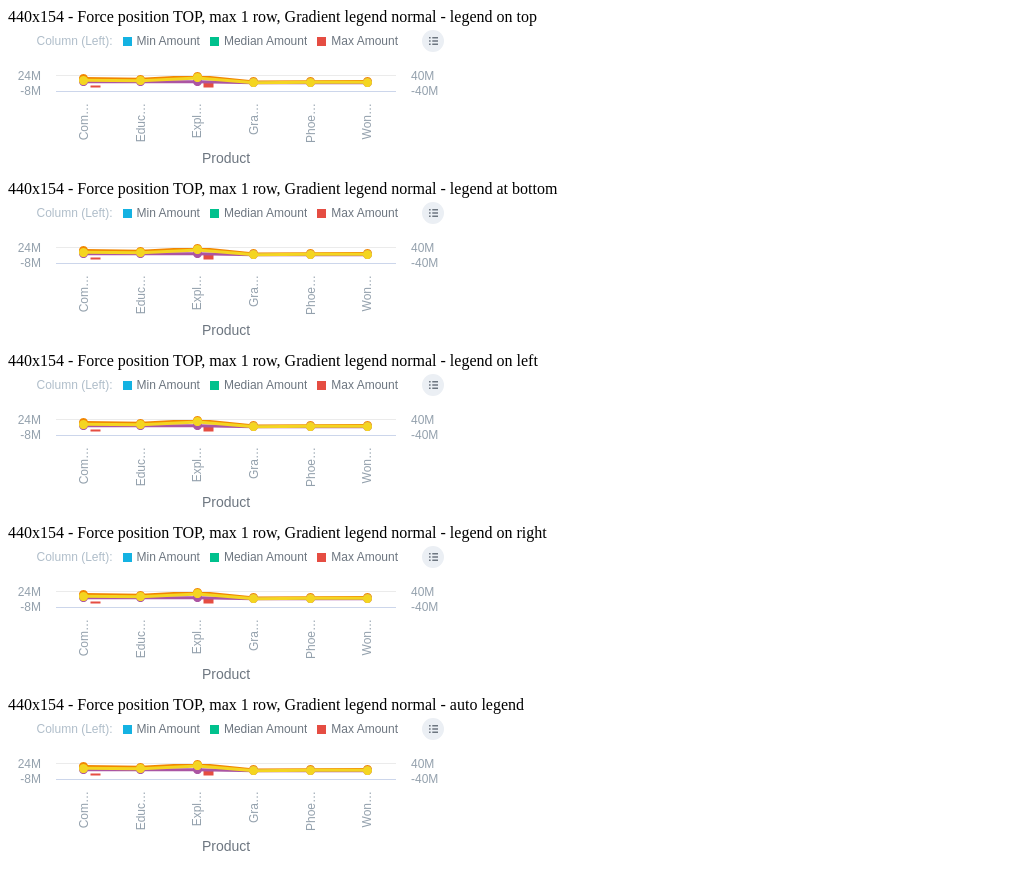 440x154 - Force position TOP, max 1 row, Gradient legend normal - legend on top
Column (Left): Min Amount Median Amount Max Amount
24M 40M
-8M -40M
Com... Educ... Expl... Gra... Phoe... Won...
Product
440x154 - Force position TOP, max 1 row, Gradient legend normal - legend at bottom
Column (Left): Min Amount Median Amount Max Amount
24M 40M
-8M -40M
Com... Educ... Expl... Gra... Phoe... Won...
Product
440x154 - Force position TOP, max 1 row, Gradient legend normal - legend on left
Column (Left): Min Amount Median Amount Max Amount
24M 40M
-8M -40M
Com... Educ... Expl... Gra... Phoe... Won...
Product
440x154 - Force position TOP, max 1 row, Gradient legend normal - legend on right
Column (Left): Min Amount Median Amount Max Amount
24M 40M
-8M -40M
Com... Educ... Expl... Gra... Phoe... Won...
Product
440x154 - Force position TOP, max 1 row, Gradient legend normal - auto legend
Column (Left): Min Amount Median Amount Max Amount
24M 40M
-8M -40M
Com... Educ... Expl... Gra... Phoe... Won...
Product